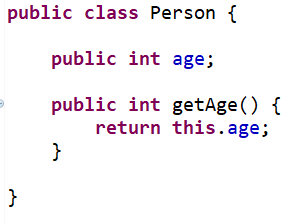 public class Person {
public int age;
public int getAge() {
return this.age;
}
}